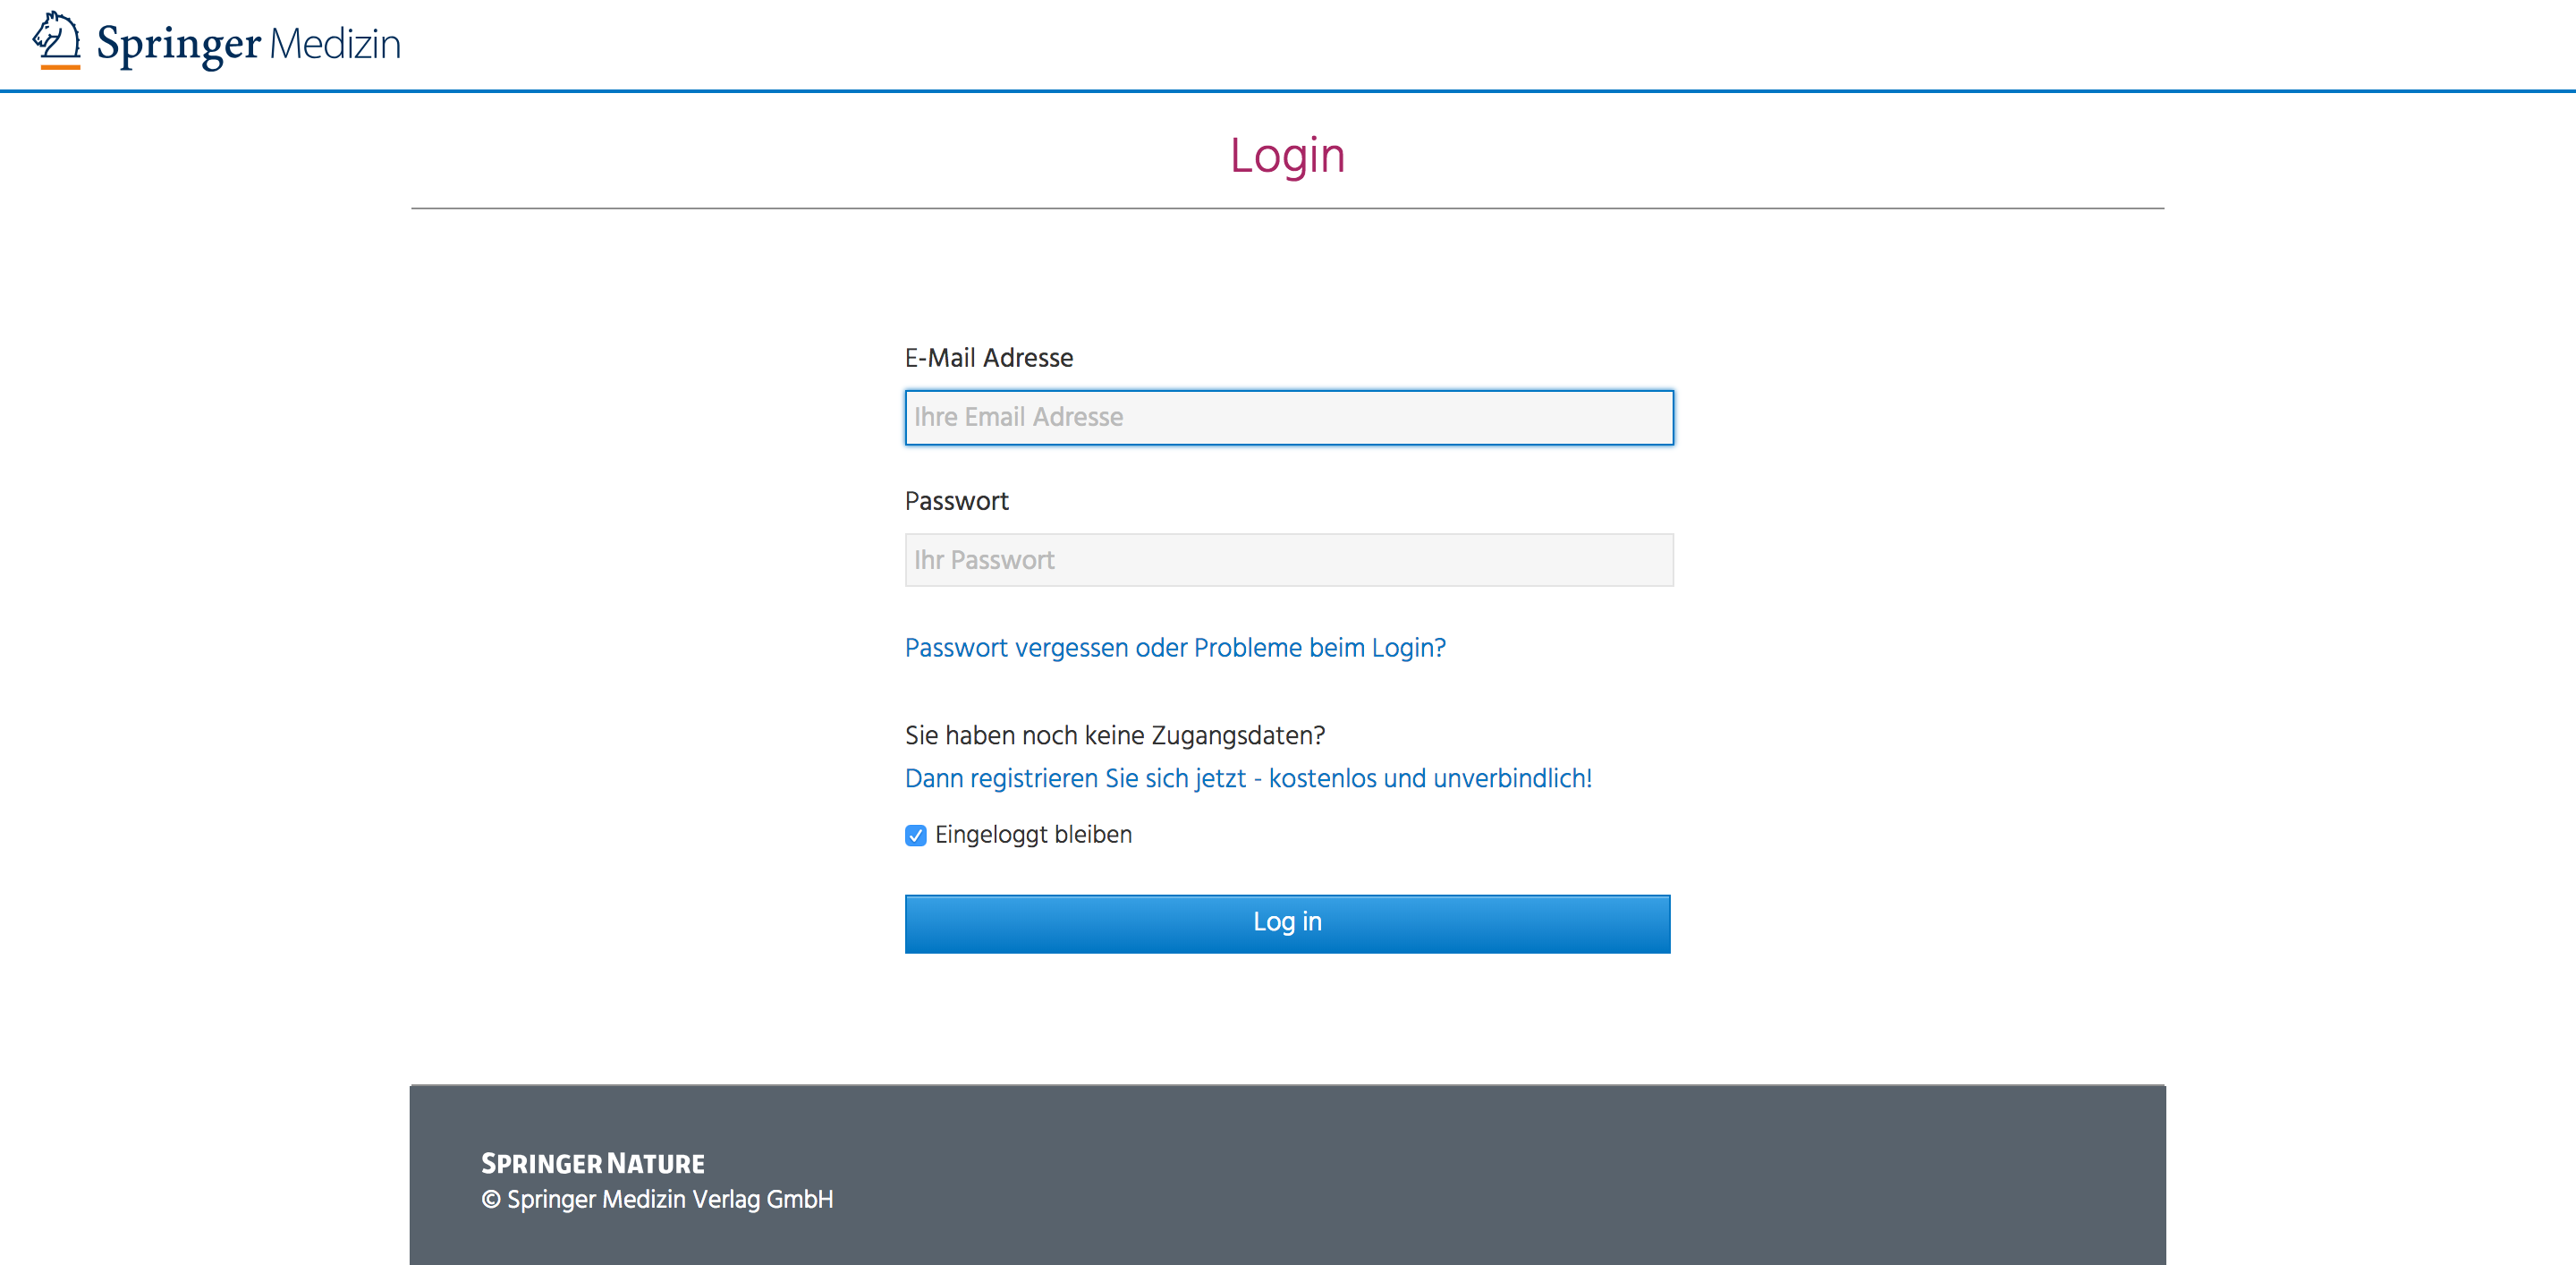 Springer Medizin
Login
E-Mail Adresse
Ihre Email Adresse
Passwort
Ihr Passwort
Passwort vergessen oder Probleme beim Login?
Sie haben noch keine Zugangsdaten?
Dann registrieren Sie sich jetzt - kostenlos und unverbindlich!
Eingeloggt bleiben
Log in
SPRINGER NATURE
© Springer Medizin Verlag GmbH